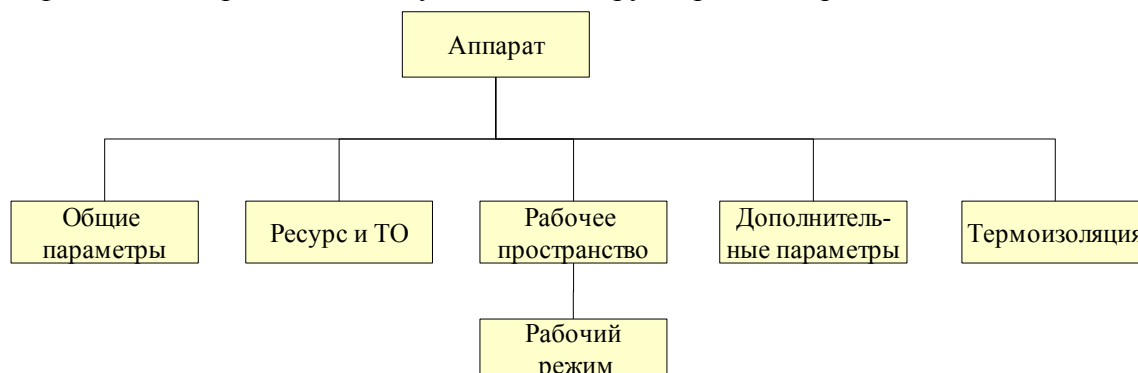 Аппарат
Общие
параметры
Ресурс и ТО
Рабочее
пространство
Дополнитель-
ные параметры
Термоизоляция
Рабочий
режим